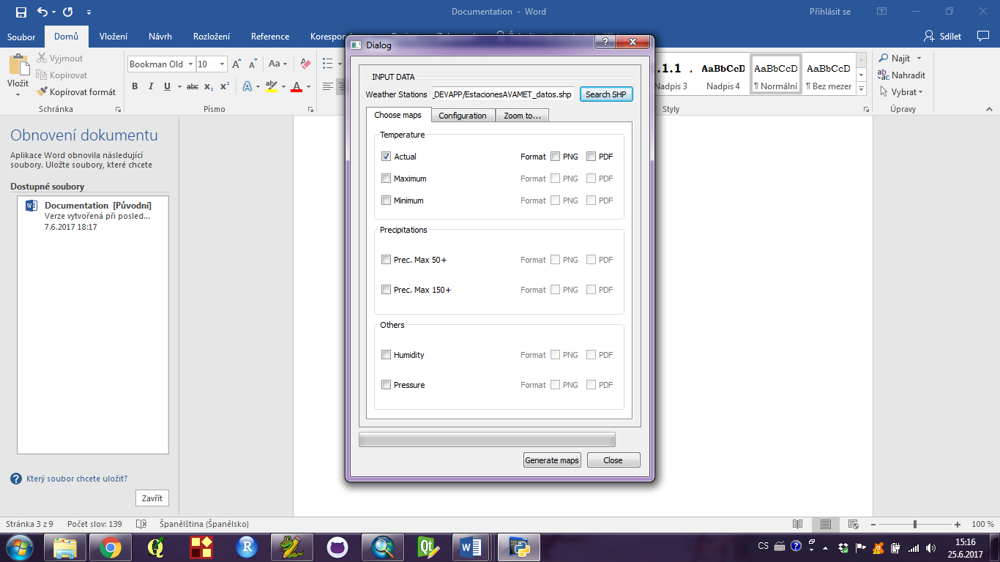 Documentation - Word
Přihlásit se
Soubor
Domů
Vložení
Návrh
Rozložení
Reference
Sdílet
Vložit
Vyjmout
Kopírovat
Kopírovat formát
Schránka
Bookman Old
10
Aa
B I U abc x₂ x²
Písmo
.1.1
AaBbCcD
AaBbCcD
AaBbCcD
Nadpis 3
Nadpis 4
¶ Normální
¶ Bez mezer
Styly
Najít
Nahradit
Vybrat
Úpravy
Obnovení dokumentu
Aplikace Word obnovila následující
soubory. Uložte soubory, které chcete
Dostupné soubory
Documentation [Původní]
Verze vytvořená při posled...
7.6.2017 18:17
Který soubor chcete uložit?
Zavřít
Dialog
INPUT DATA
Weather Stations
_DEVAPP/EstacionesAVAMET_datos.shp
Search SHP
Choose maps
Configuration
Zoom to...
Temperature
Actual Format PNG PDF
Maximum Format PNG PDF
Minimum Format PNG PDF
Precipitations
Prec. Max 50+ Format PNG PDF
Prec. Max 150+ Format PNG PDF
Others
Humidity Format PNG PDF
Pressure Format PNG PDF
Generate maps
Close
Stránka 3 z 9
Počet slov: 139
Španělština (Španělsko)
100 %
CS
15:16
25.6.2017